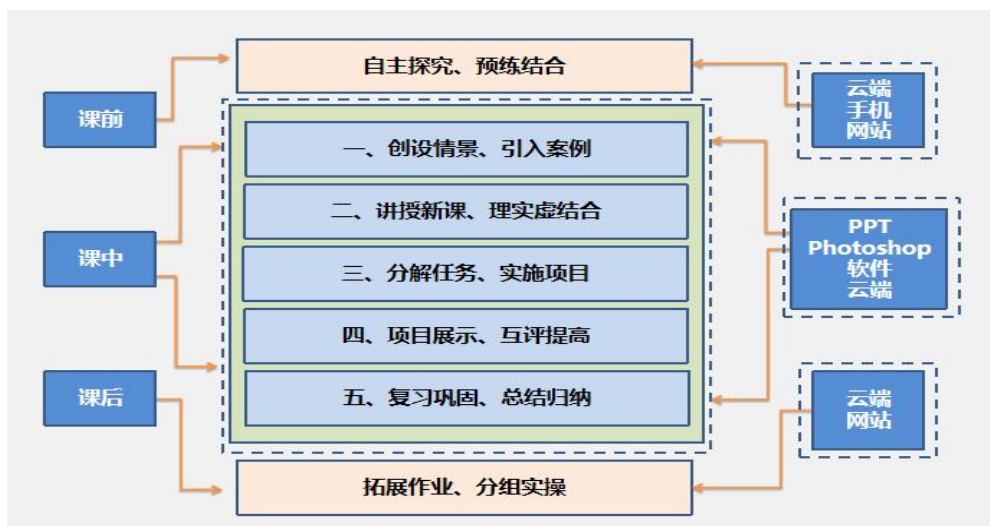 自主探究、预练结合
课前
云端
手机
网站
一、创设情景、引入案例
二、讲授新课、理实虚结合
课中
PPT
Photoshop
软件
云端
三、分解任务、实施项目
四、项目展示、互评提高
课后
五、复习巩固、总结归纳
云端
网站
拓展作业、分组实操